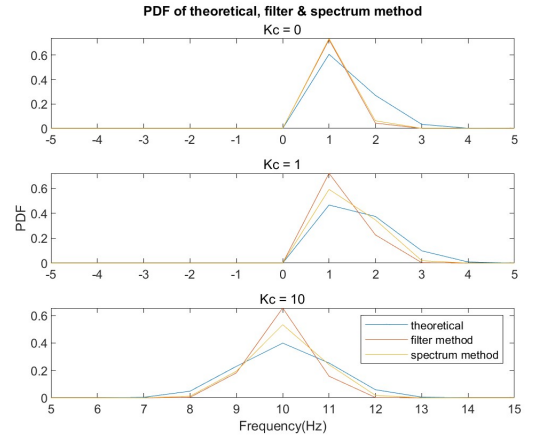 PDF of theoretical, filter & spectrum method
Kc = 0
0.6
0.4
0.2
0
-5 -4 -3 -2 -1 0 1 2 3 4 5
Kc = 1
0.6
0.4
0.2
0
-5 -4 -3 -2 -1 0 1 2 3 4 5
PDF
Kc = 10
0.6
0.4
0.2
0
5 6 7 8 9 10 11 12 13 14 15
theoretical
filter method
spectrum method
Frequency(Hz)